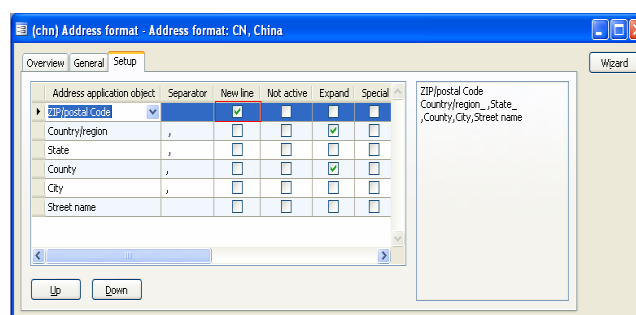 (chn) Address format - Address format: CN, China
Overview General Setup
Wizard
Address application object Separator New line Not active Expand Special
ZIP/postal Code
Country/region ,
State ,
County ,
City ,
Street name
ZIP/postal Code
Country/region_ ,State_
,County,City,Street name
Up Down